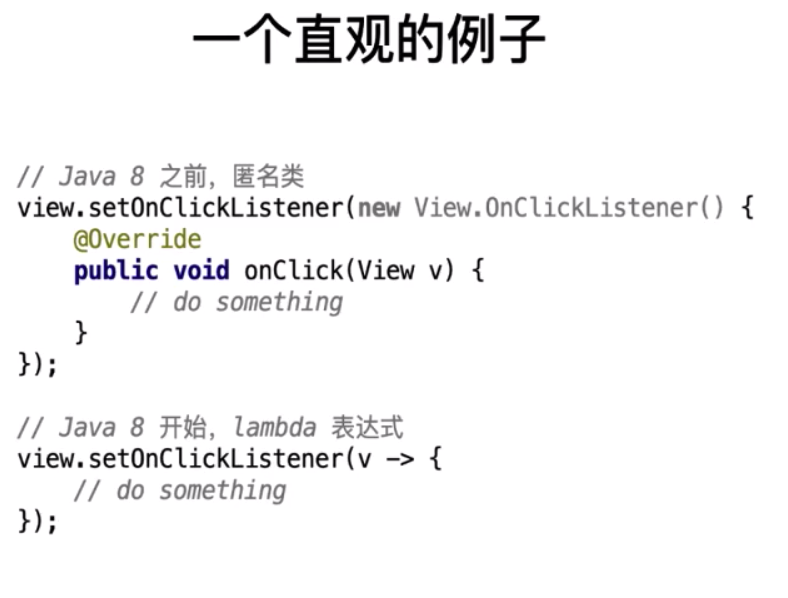 一个直观的例子
// Java 8 之前，匿名类
view.setOnClickListener(new View.OnClickListener() {
    @Override
    public void onClick(View v) {
        // do something
    }
});
// Java 8 开始，lambda 表达式
view.setOnClickListener(v -> {
    // do something
});